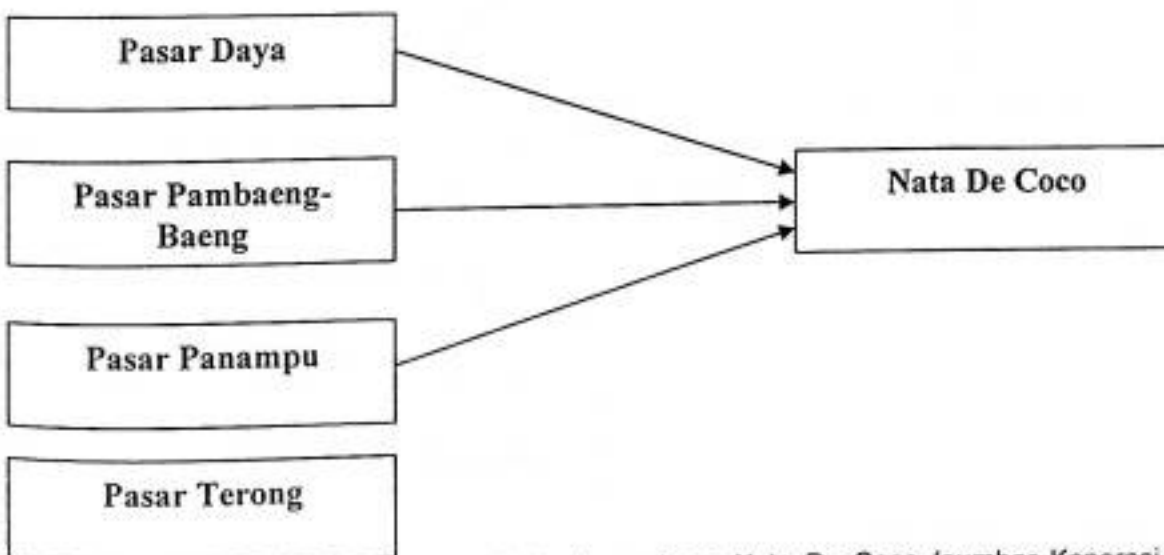 Pasar Daya
Pasar Pambaeng-
Baeng
Nata De Coco
Pasar Panampu
Pasar Terong